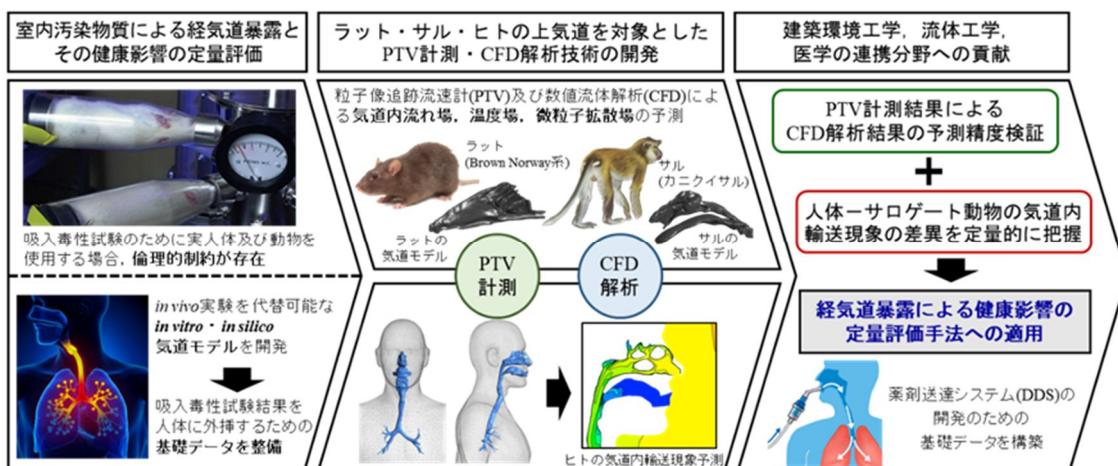 室内汚染物質による経気道暴露と
その健康影響の定量評価
吸入毒性試験のために実人体及び動物を
使用する場合，倫理的制約が存在
in vivo実験を代替可能な
in vitro・in silico
気道モデルを開発
吸入毒性試験結果を
人体に外挿するための
基礎データを整備
ラット・サル・ヒトの上気道を対象とした
PTV計測・CFD解析技術の開発
粒子像追跡流速計(PTV)及び数値流体解析(CFD)によ
る気道内流れ場，温度場，微粒子拡散場の予測
ラット
(Brown Norway系)
サル
(カニクイサル)
ラットの
気道モデル
サルの
気道モデル
PTV
計測
CFD
解析
ヒトの気道内輸送現象予測
建築環境工学，流体工学，
医学の連携分野への貢献
PTV計測結果による
CFD解析結果の予測精度検証
+
人体－サロゲート動物の気道内
輸送現象の差異を定量的に把握
経気道暴露による健康影響の
定量評価手法への適用
薬剤送達システム(DDS)の
開発のための
基礎データを構築